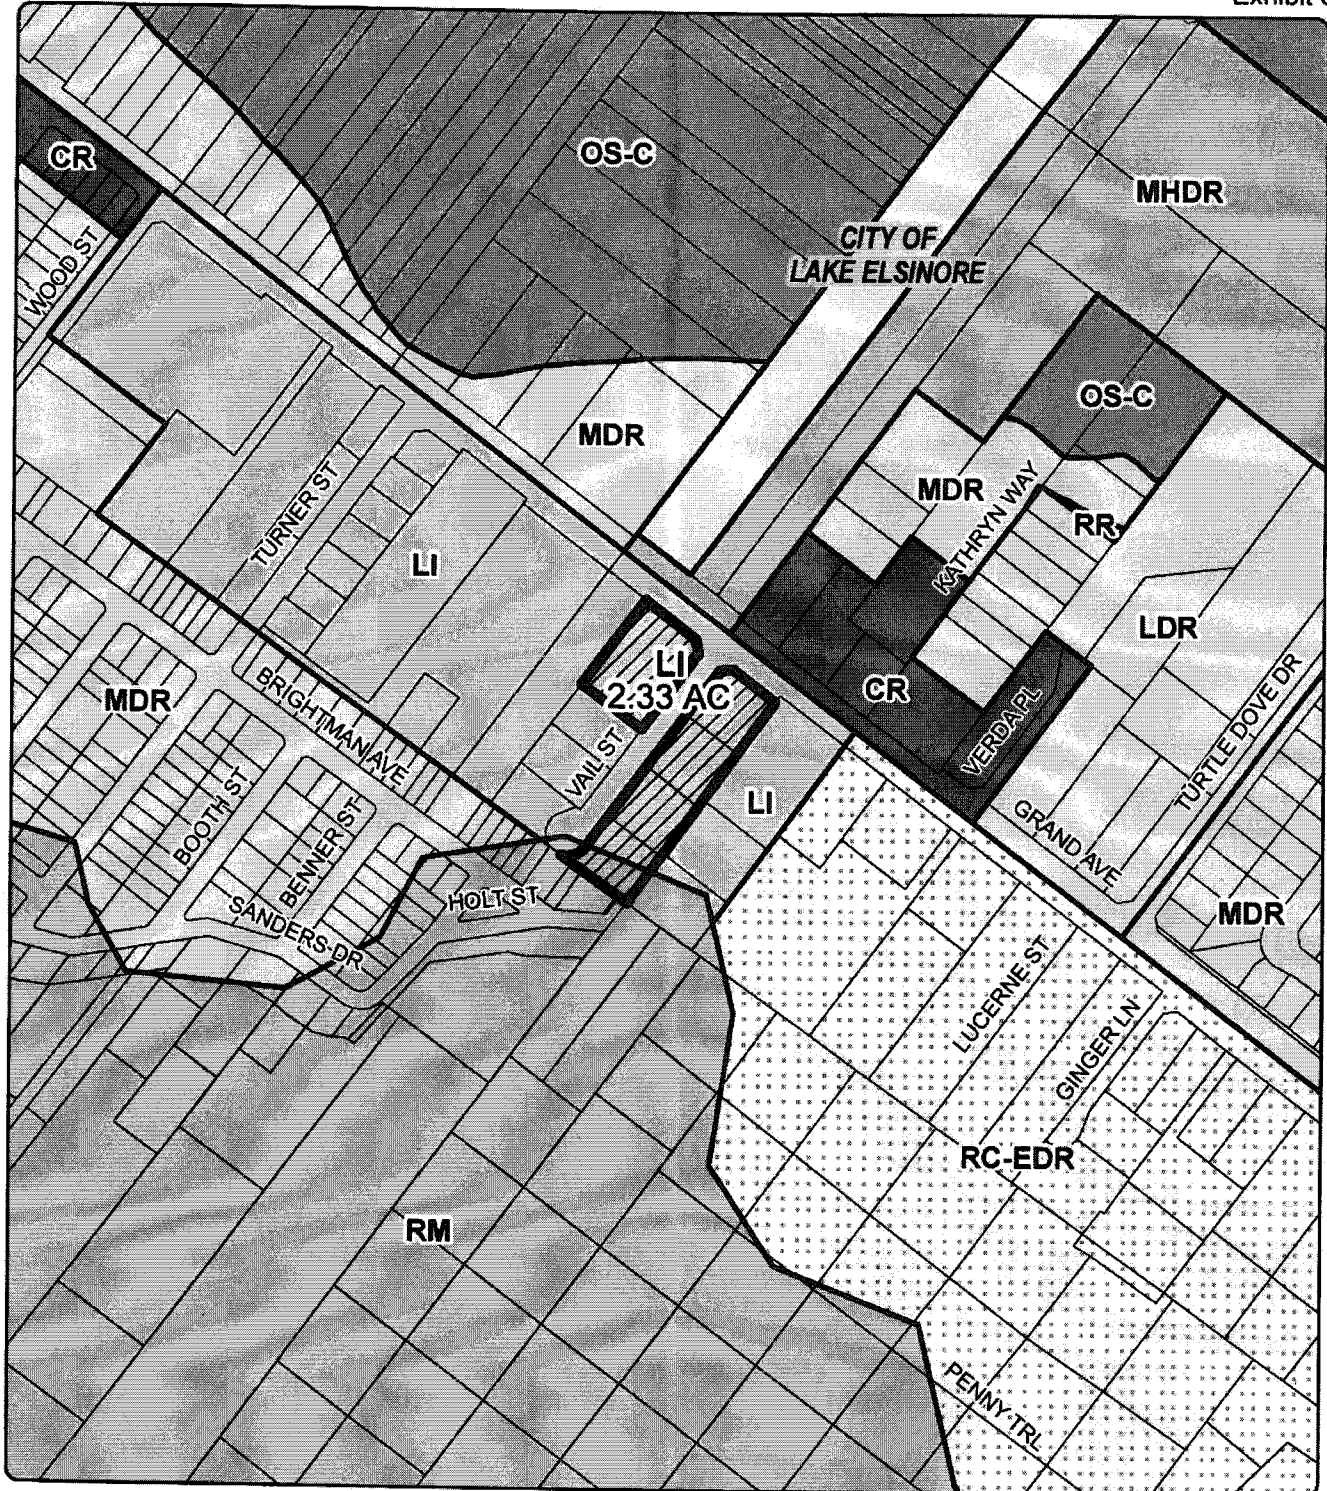 Exhibit
CR
OS-C
MHDR
WOOD ST
CITY OF
LAKE ELSINORE
OS-C
MDR
MDR
KATHRYN WAY
RR
TURNER ST
LI
LDR
LI
2.33 AC
CR
MDR
BRIGHTMAN AVE
VERDA PL
TURTLE DOVE DR
VAIL ST
LI
BOOTH ST
GRAND AVE
BENNER ST
HOLT ST
MDR
SANDERS DR
LUCERNE ST
GINGER LN
RC-EDR
RM
PENNY TRL